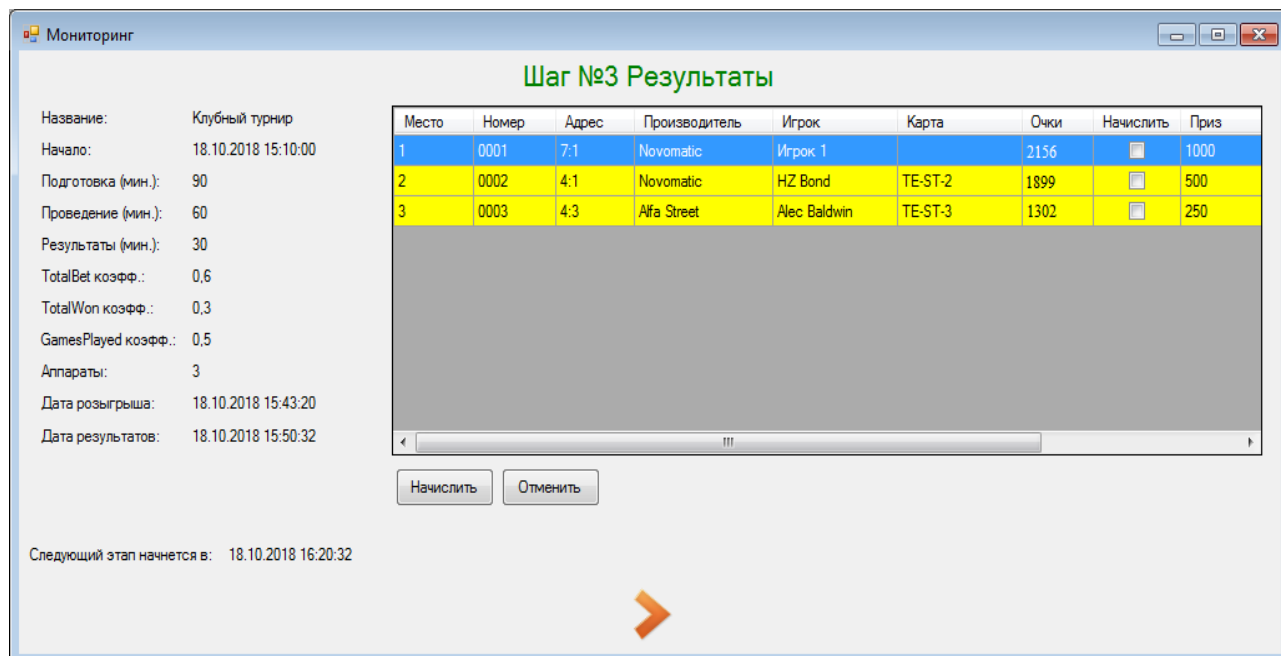 Мониторинг
Шаг №3 Результаты
Название: Клубный турнир
Начало: 18.10.2018 15:10:00
Подготовка (мин.): 90
Проведение (мин.): 60
Результаты (мин.): 30
TotalBet коэфф.: 0,6
TotalWon коэфф.: 0,3
GamesPlayed коэфф.: 0,5
Аппараты: 3
Дата розыгрыша: 18.10.2018 15:43:20
Дата результатов: 18.10.2018 15:50:32
Место Номер Адрес Производитель Игрок Карта Очки Начислить Приз
1 0001 7:1 Novomatic Игрок 1 2156 1000
2 0002 4:1 Novomatic HZ Bond TE-ST-2 1899 500
3 0003 4:3 Alfa Street Alec Baldwin TE-ST-3 1302 250
Начислить Отменить
Следующий этап начнется в: 18.10.2018 16:20:32